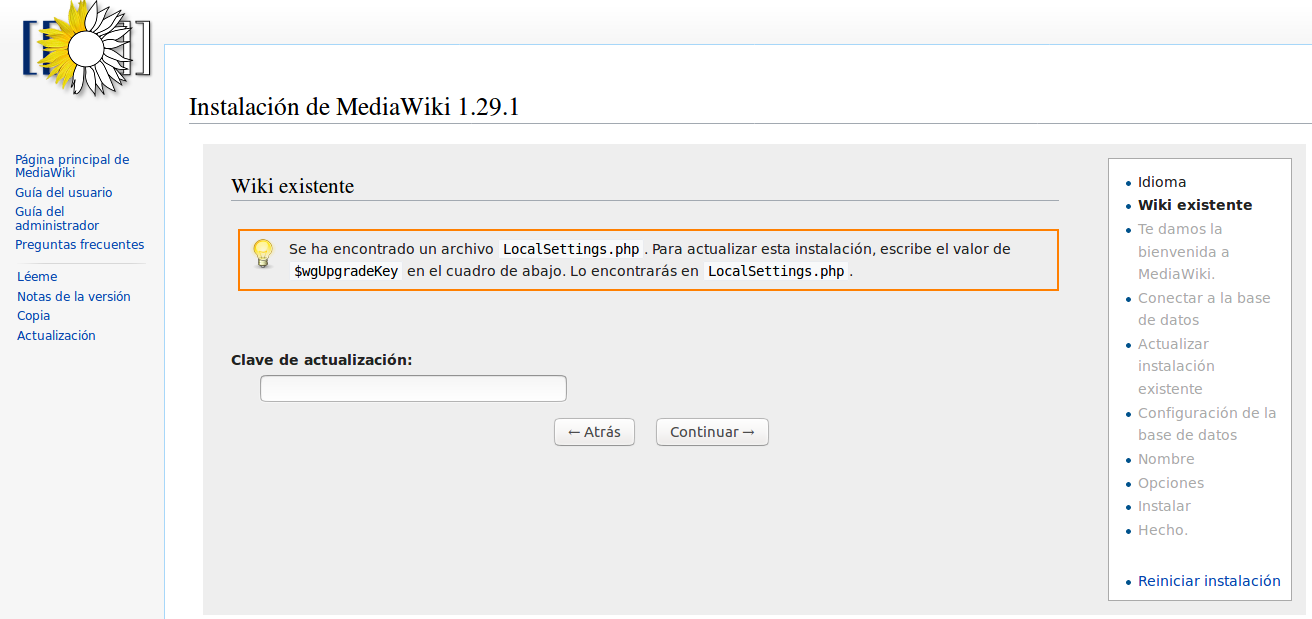 Página principal de
MediaWiki
Guía del usuario
Guía del
administrador
Preguntas frecuentes
Léeme
Notas de la versión
Copia
Actualización
Instalación de MediaWiki 1.29.1
Wiki existente
Se ha encontrado un archivo LocalSettings.php. Para actualizar esta instalación, escribe el valor de
$wgUpgradeKey en el cuadro de abajo. Lo encontrarás en LocalSettings.php.
Clave de actualización:
← Atrás
Continuar →
Idioma
Wiki existente
Te damos la
bienvenida a
MediaWiki.
Conectar a la base
de datos
Actualizar
instalación
existente
Configuración de la
base de datos
Nombre
Opciones
Instalar
Hecho.
Reiniciar instalación